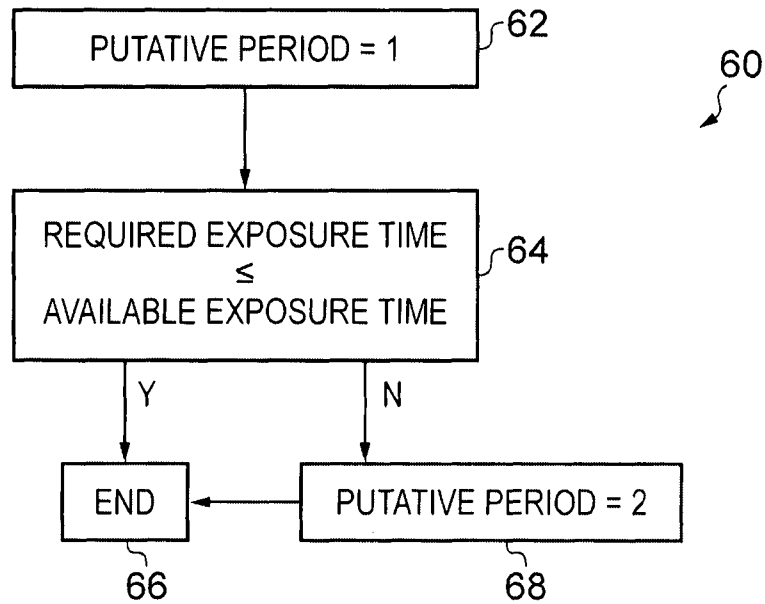 PUTATIVE PERIOD = 1
62
60
REQUIRED EXPOSURE TIME
≤
AVAILABLE EXPOSURE TIME
64
Y
N
END
PUTATIVE PERIOD = 2
66
68